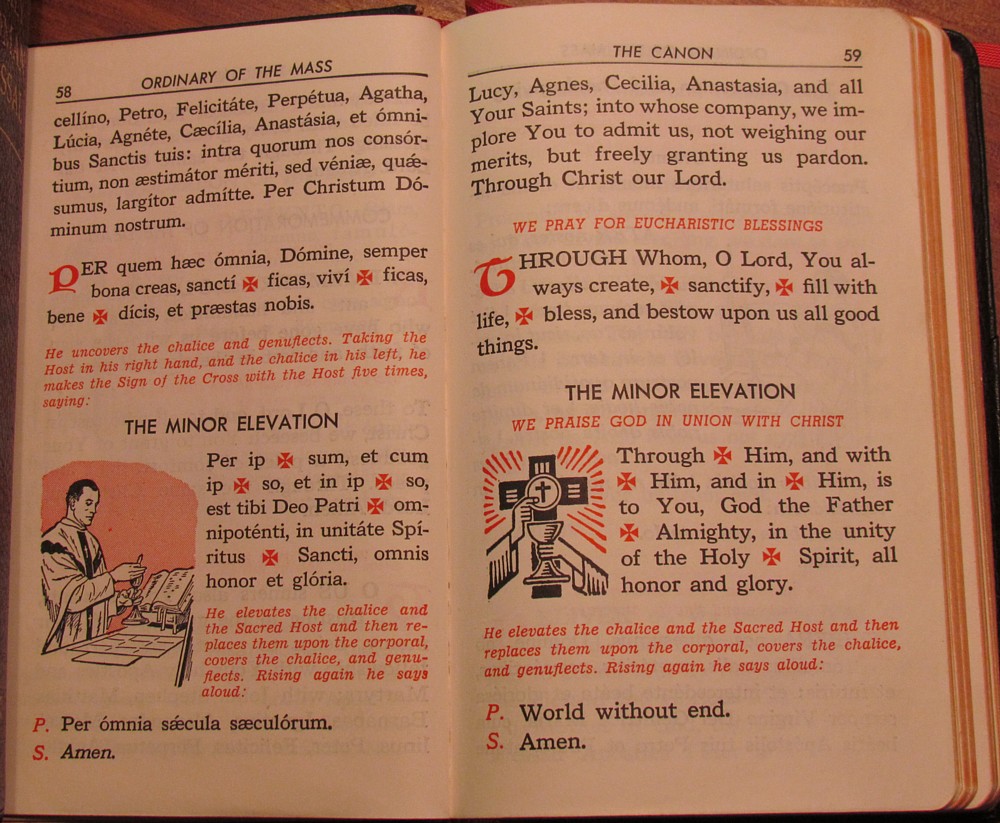 58 ORDINARY OF THE MASS
cellíno, Petro, Felicitáte, Perpétua, Agatha,
Lúcia, Agnéte, Cæcília, Anastásia, et ómni-
bus Sanctis tuis: intra quorum nos consór-
tium, non æstimátor mériti, sed véniæ, quǽ-
sumus, largítor admítte. Per Christum Dó-
minum nostrum.
PER quem hæc ómnia, Dómine, semper
bona creas, sanctí ✠ ficas, viví ✠ ficas,
bene ✠ dícis, et præstas nobis.
He uncovers the chalice and genuflects. Taking the
Host in his right hand, and the chalice in his left, he
makes the Sign of the Cross with the Host five times,
saying:
THE MINOR ELEVATION
Per ip ✠ sum, et cum
ip ✠ so, et in ip ✠ so,
est tibi Deo Patri ✠ om-
nipoténti, in unitáte Spí-
ritus ✠ Sancti, omnis
honor et glória.
He elevates the chalice and
the Sacred Host and then re-
places them upon the corporal,
covers the chalice, and genu-
flects. Rising again he says
aloud:
P. Per ómnia sǽcula sæculórum.
S. Amen.
THE CANON 59
Lucy, Agnes, Cecilia, Anastasia, and all
Your Saints; into whose company, we im-
plore You to admit us, not weighing our
merits, but freely granting us pardon.
Through Christ our Lord.
WE PRAY FOR EUCHARISTIC BLESSINGS
THROUGH Whom, O Lord, You al-
ways create, ✠ sanctify, ✠ fill with
life, ✠ bless, and bestow upon us all good
things.
THE MINOR ELEVATION
WE PRAISE GOD IN UNION WITH CHRIST
Through ✠ Him, and with
✠ Him, and in ✠ Him, is
to You, God the Father
✠ Almighty, in the unity
of the Holy ✠ Spirit, all
honor and glory.
He elevates the chalice and the Sacred Host and then
replaces them upon the corporal, covers the chalice,
and genuflects. Rising again he says aloud:
P. World without end.
S. Amen.